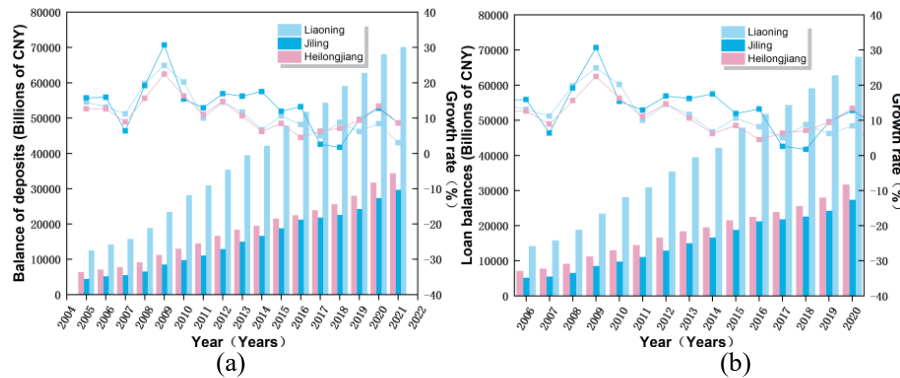 80000
70000
60000
50000
40000
30000
20000
10000
0
Balance of deposits (Billions of CNY)
Liaoning
Jiling
Heilongjiang
40
30
20
10
0
−10
−20
−30
−40
Growth rate (%)
2004 2005 2006 2007 2008 2009 2010 2011 2012 2013 2014 2015 2016 2017 2018 2019 2020 2021 2022
Year (Years)
(a)
80000
70000
60000
50000
40000
30000
20000
10000
0
Loan balances (Billions of CNY)
Liaoning
Jiling
Heilongjiang
40
30
20
10
0
−10
−20
−30
−40
Growth rate (%)
2006 2007 2008 2009 2010 2011 2012 2013 2014 2015 2016 2017 2018 2019 2020
Year (Years)
(b)